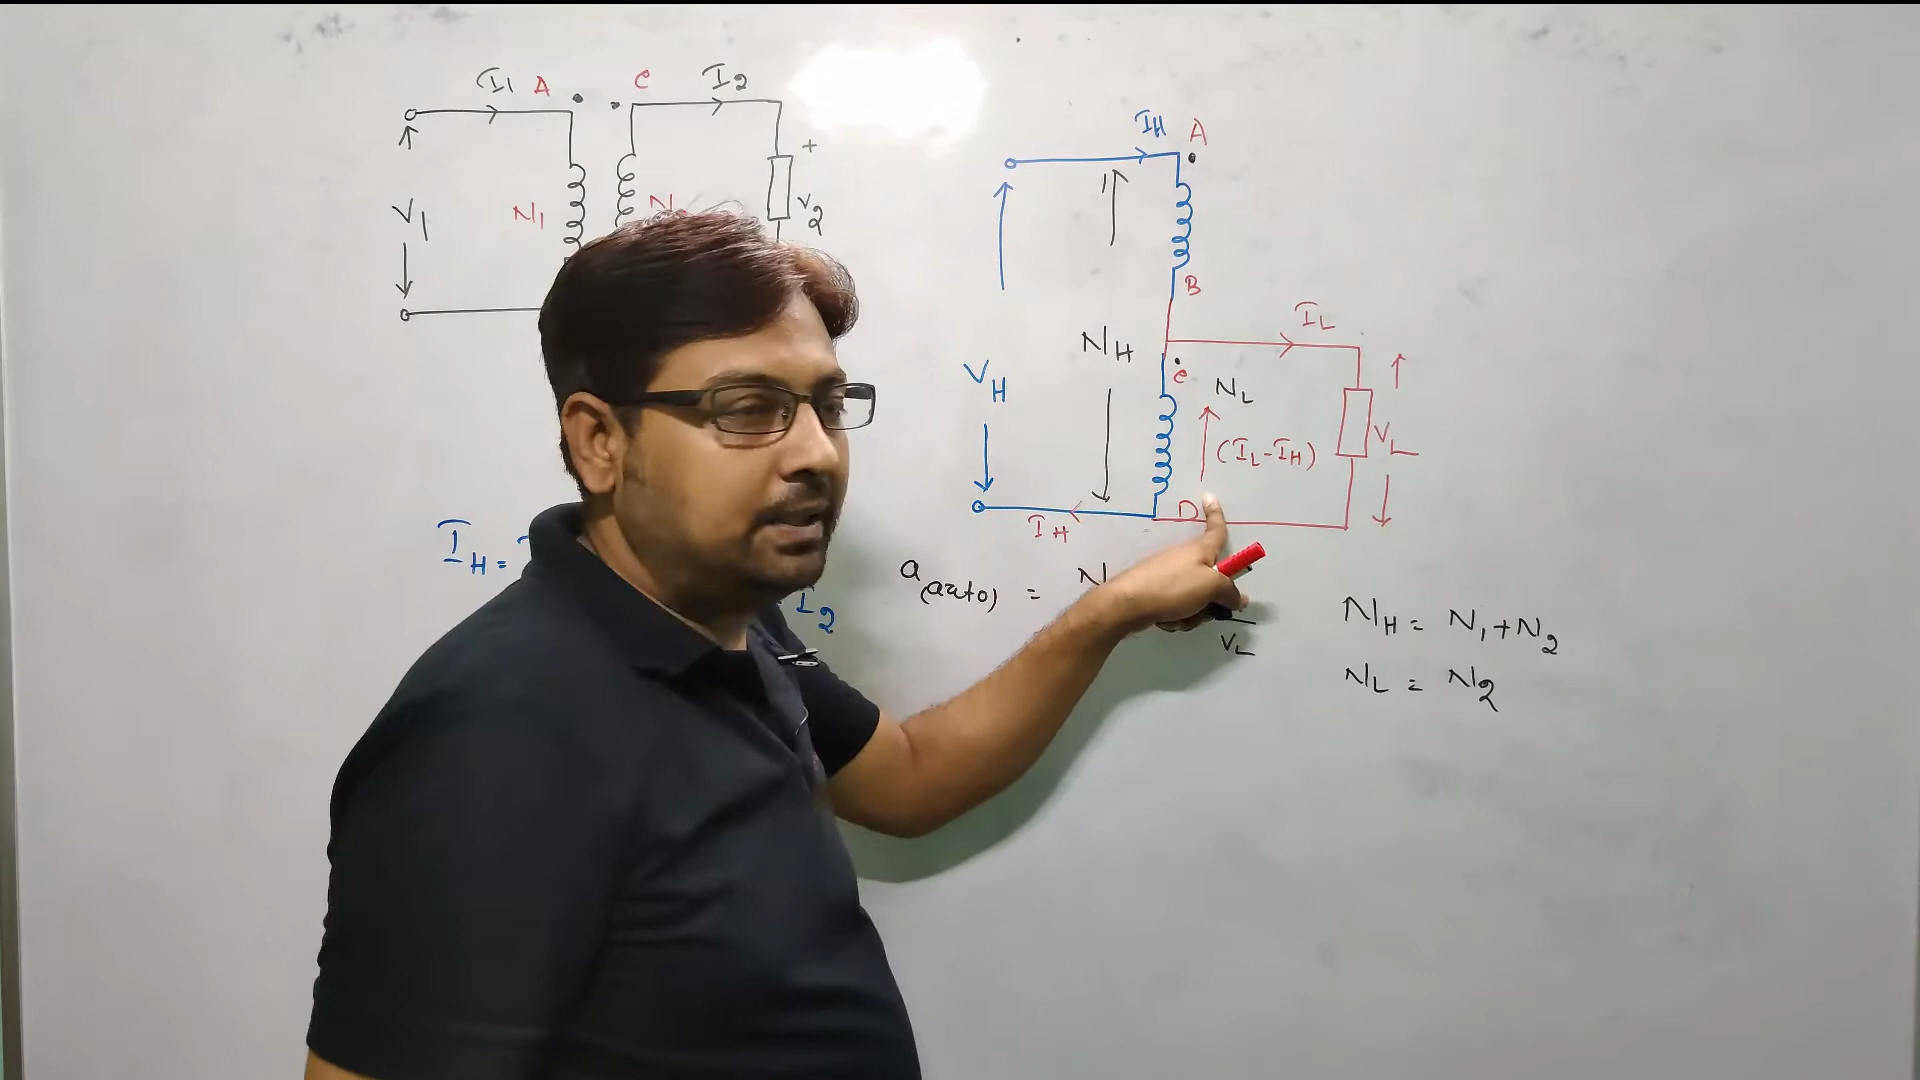 I1 A C I2
+
V1 N1 V2
IH A
B
IL
NH
VH C NL
(IL-IH) VL
D
IH
IH =
I2
a(auto) = N
VL
NH = N1+N2
NL = N2